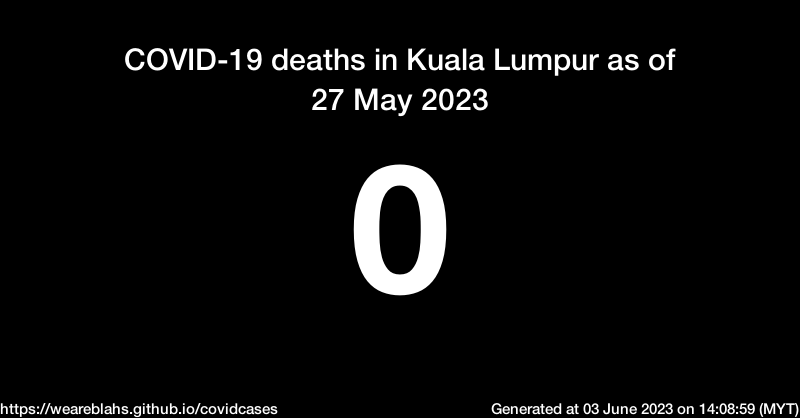 COVID-19 deaths in Kuala Lumpur as of
27 May 2023
0
https://weareblahs.github.io/covidcases
Generated at 03 June 2023 on 14:08:59 (MYT)